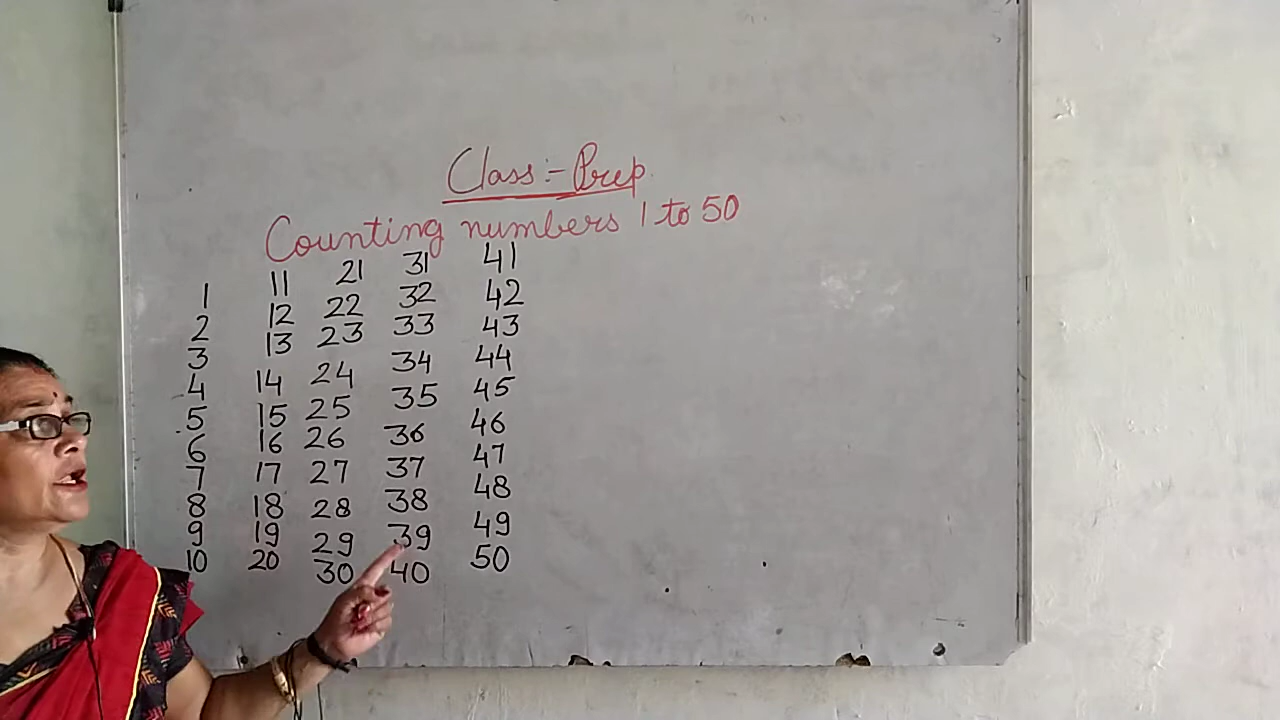 Class :- Prep
Counting numbers 1 to 50
1 11 21 31 41
2 12 22 32 42
3 13 23 33 43
4 14 24 34 44
5 15 25 35 45
6 16 26 36 46
7 17 27 37 47
8 18 28 38 48
9 19 29 39 49
10 20 30 40 50